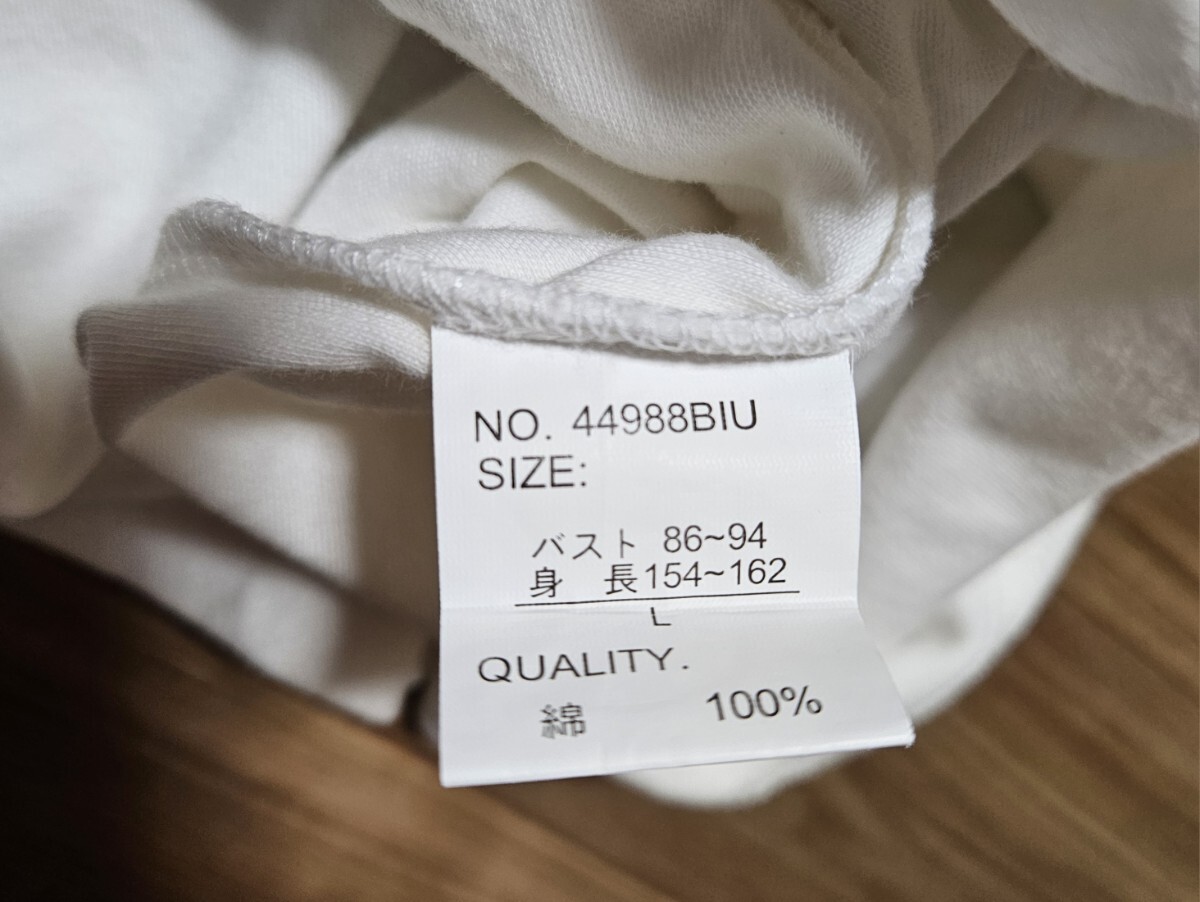 NO. 44988BIU
SIZE:
バスト 86~94
身 長154~162
L
QUALITY.
綿 100%